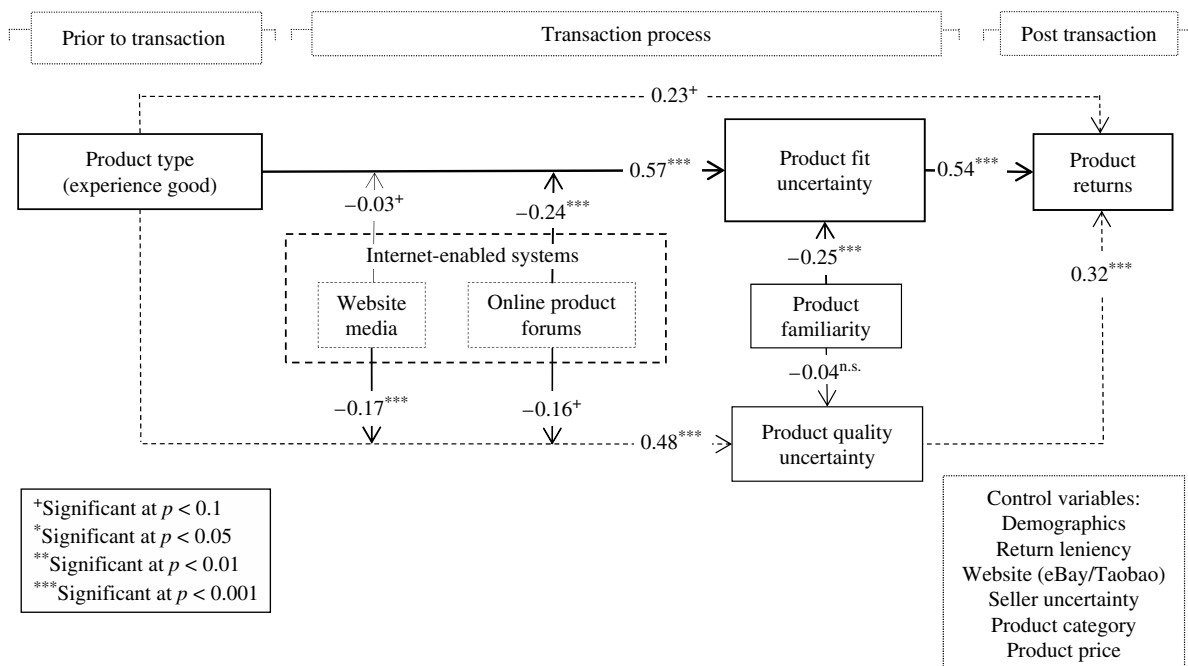 Prior to transaction
Transaction process
Post transaction
0.23+
Product type
(experience good)
0.57***
Product fit
uncertainty
0.54***
Product
returns
−0.03+
−0.24***
−0.25***
0.32***
Internet-enabled systems
Website
media
Online product
forums
Product
familiarity
−0.04n.s.
−0.17***
−0.16+
0.48***
Product quality
uncertainty
+Significant at p < 0.1
*Significant at p < 0.05
**Significant at p < 0.01
***Significant at p < 0.001
Control variables:
Demographics
Return leniency
Website (eBay/Taobao)
Seller uncertainty
Product category
Product price